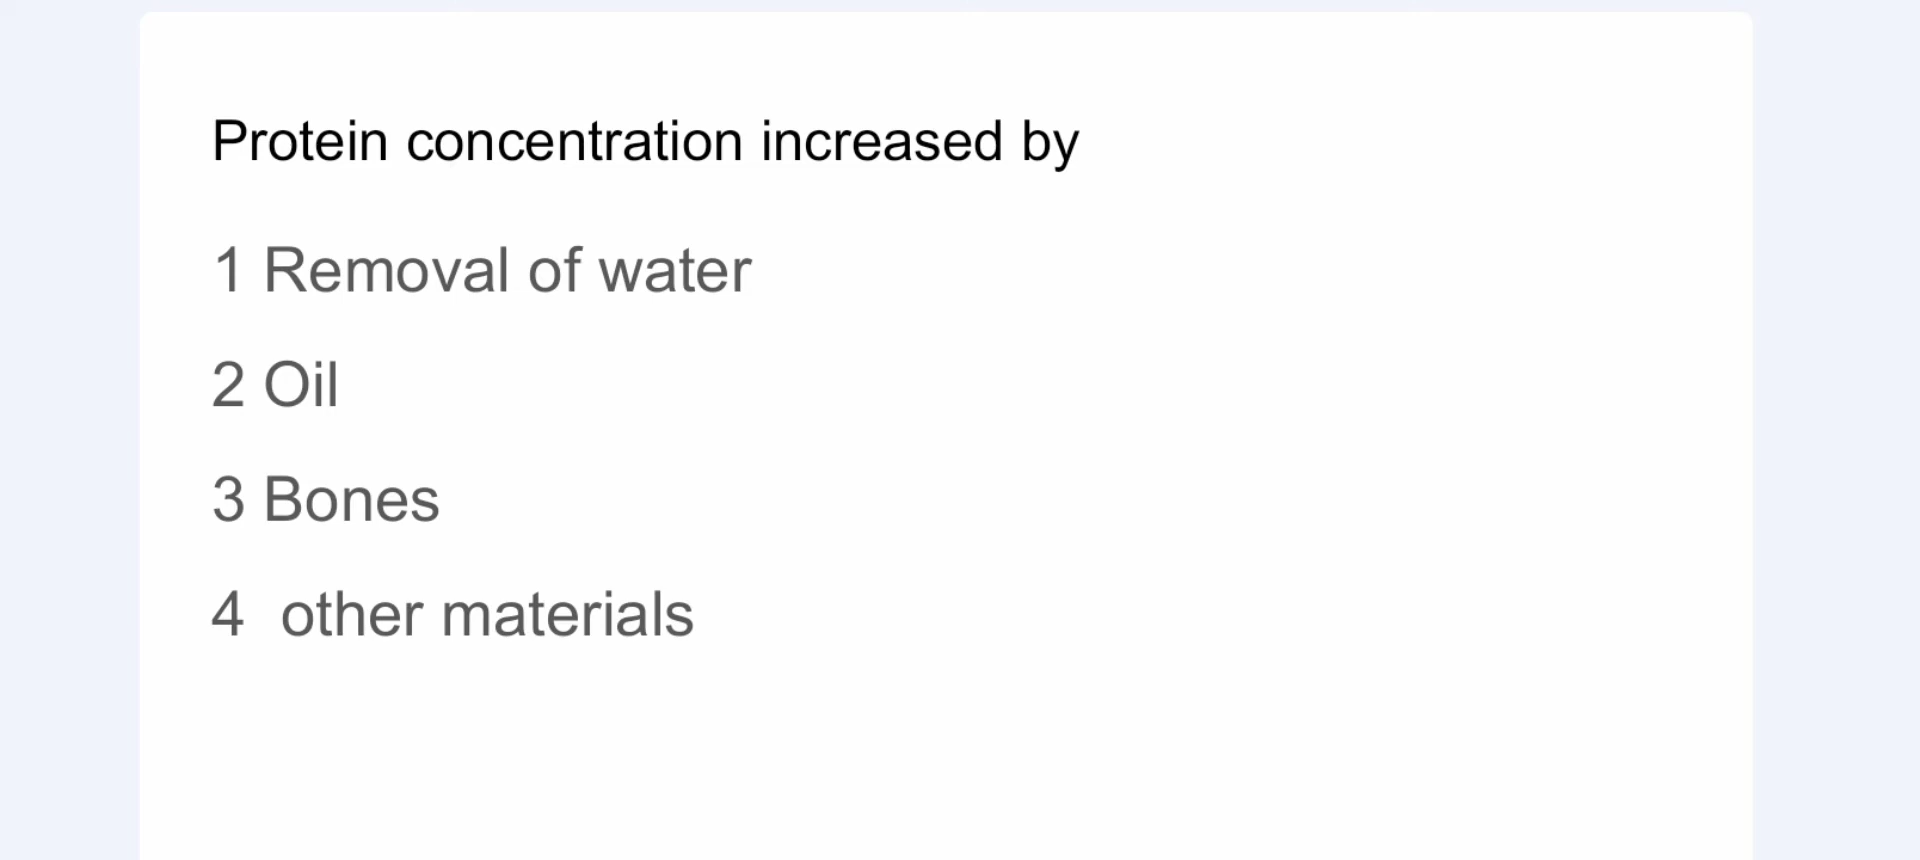 Protein concentration increased by
1 Removal of water
2 Oil
3 Bones
4  other materials